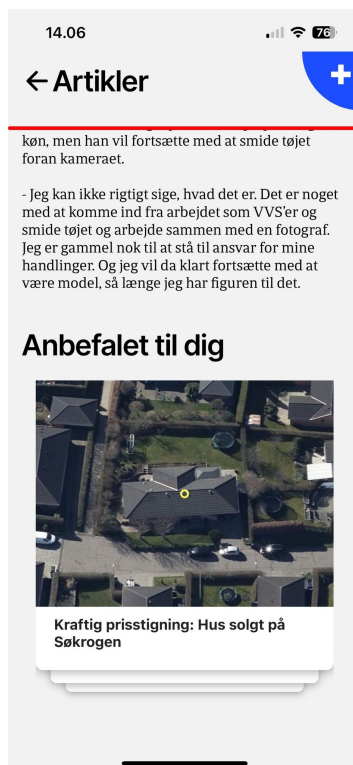 14.06
76
← Artikler
+
køn, men han vil fortsætte med at smide tøjet
foran kameraet.
- Jeg kan ikke rigtigt sige, hvad det er. Det er noget
med at komme ind fra arbejdet som VVS'er og
smide tøjet og arbejde sammen med en fotograf.
Jeg er gammel nok til at stå til ansvar for mine
handlinger. Og jeg vil da klart fortsætte med at
være model, så længe jeg har figuren til det.
Anbefalet til dig
Kraftig prisstigning: Hus solgt på
Søkrogen